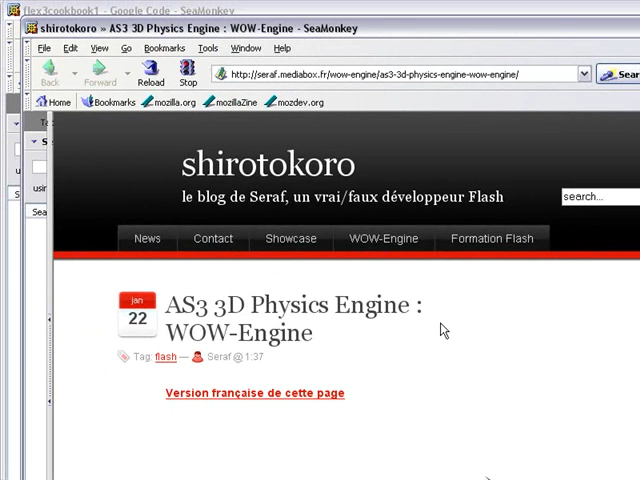 flex3cookbook1 - Google Code - SeaMonkey
shirotokoro » AS3 3D Physics Engine : WOW-Engine - SeaMonkey
File Edit View Go Bookmarks Tools Window Help
Back Forward Reload Stop http://seraf.mediabox.fr/wow-engine/as3-3d-physics-engine-wow-engine/ Sear
Home Bookmarks mozilla.org mozillaZine mozdev.org
shirotokoro
le blog de Seraf, un vrai/faux développeur Flash
search...
News Contact Showcase WOW-Engine Formation Flash
jan
22
AS3 3D Physics Engine :
WOW-Engine
Tag: flash — Seraf @ 1:37
Version française de cette page